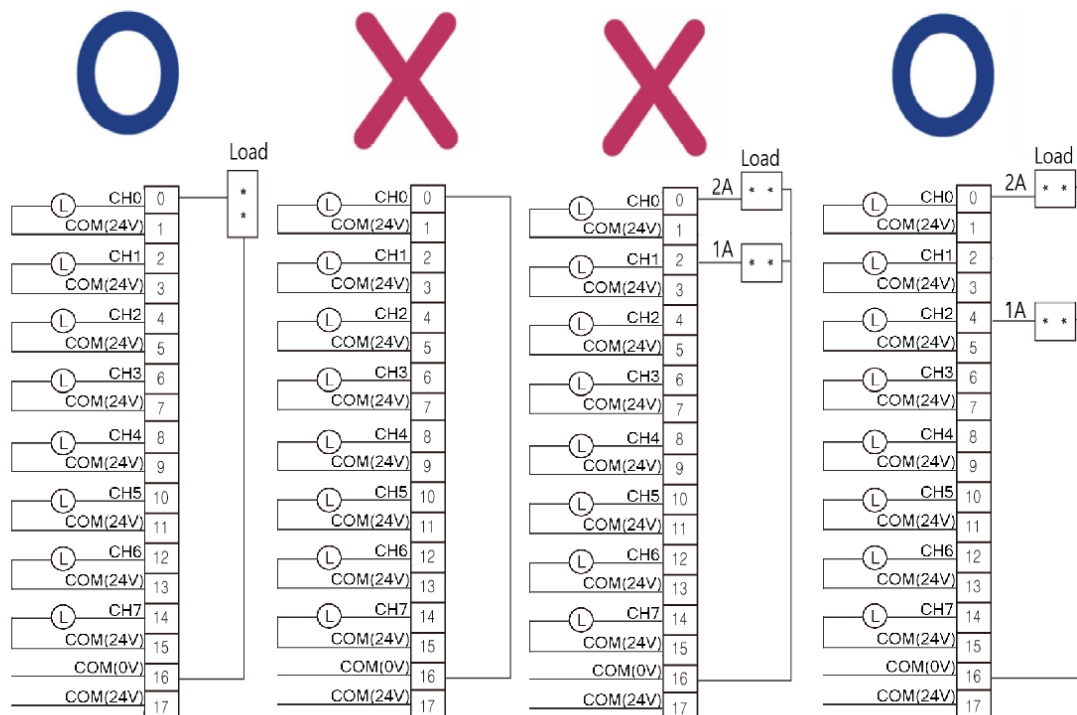 O
Load
L CH0 0 * *
COM(24V) 1
L CH1 2
COM(24V) 3
L CH2 4
COM(24V) 5
L CH3 6
COM(24V) 7
L CH4 8
COM(24V) 9
L CH5 10
COM(24V) 11
L CH6 12
COM(24V) 13
L CH7 14
COM(24V) 15
COM(0V) 16
COM(24V) 17
X
L CH0 0
COM(24V) 1
L CH1 2
COM(24V) 3
L CH2 4
COM(24V) 5
L CH3 6
COM(24V) 7
L CH4 8
COM(24V) 9
L CH5 10
COM(24V) 11
L CH6 12
COM(24V) 13
L CH7 14
COM(24V) 15
COM(0V) 16
COM(24V) 17
X
Load
L CH0 0 2A * *
COM(24V) 1
L CH1 2 1A * *
COM(24V) 3
L CH2 4
COM(24V) 5
L CH3 6
COM(24V) 7
L CH4 8
COM(24V) 9
L CH5 10
COM(24V) 11
L CH6 12
COM(24V) 13
L CH7 14
COM(24V) 15
COM(0V) 16
COM(24V) 17
O
Load
L CH0 0 2A * *
COM(24V) 1
L CH1 2
COM(24V) 3
L CH2 4 1A * *
COM(24V) 5
L CH3 6
COM(24V) 7
L CH4 8
COM(24V) 9
L CH5 10
COM(24V) 11
L CH6 12
COM(24V) 13
L CH7 14
COM(24V) 15
COM(0V) 16
COM(24V) 17